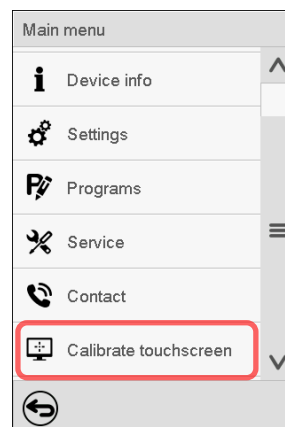 Main menu
Device info
Settings
Programs
Service
Contact
Calibrate touchscreen